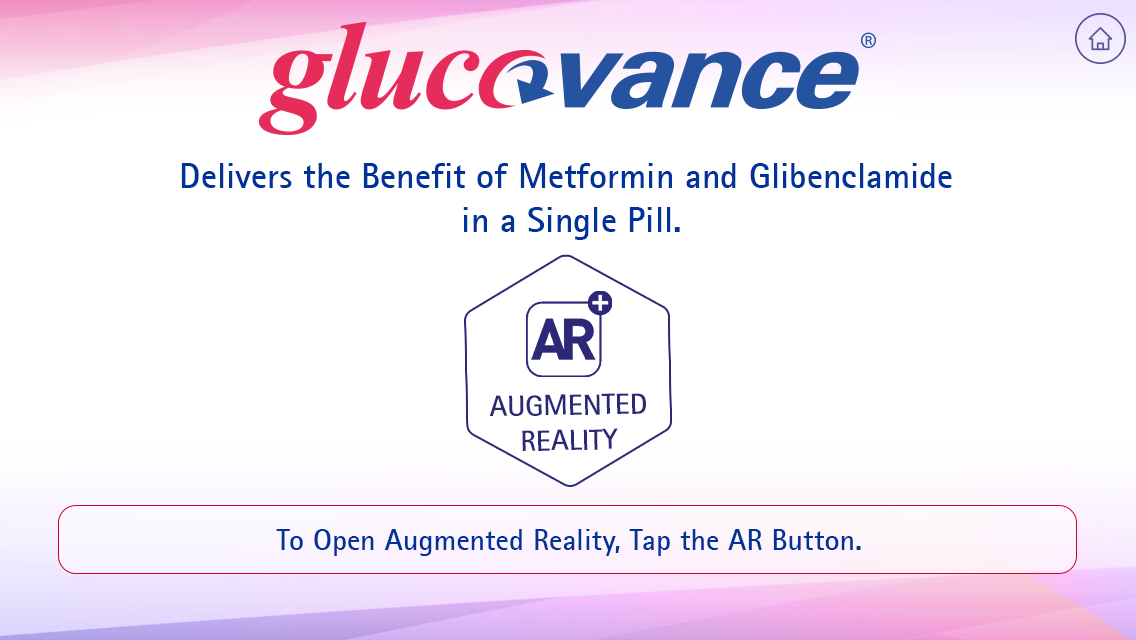 glucovance®
Delivers the Benefit of Metformin and Glibenclamide
in a Single Pill.
AR+
AUGMENTED
REALITY
To Open Augmented Reality, Tap the AR Button.